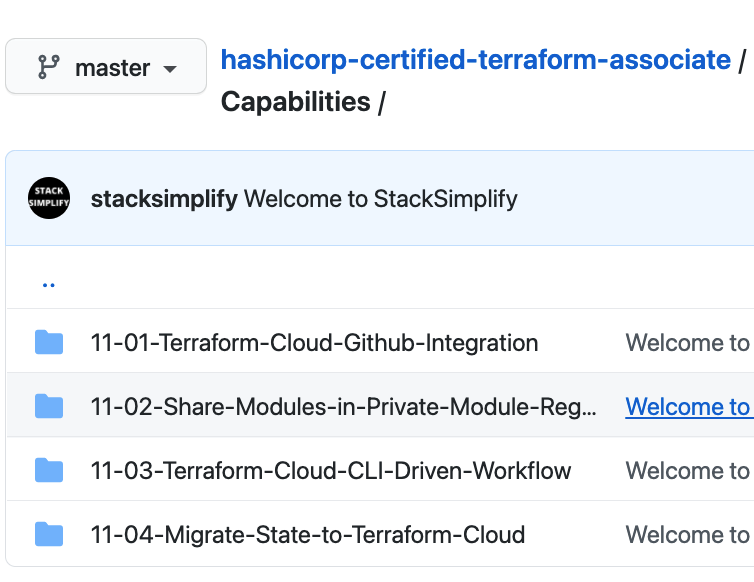 master
hashicorp-certified-terraform-associate /
Capabilities /
STACK
SIMPLIFY
stacksimplify Welcome to StackSimplify
..
11-01-Terraform-Cloud-Github-Integration Welcome to
11-02-Share-Modules-in-Private-Module-Reg... Welcome to
11-03-Terraform-Cloud-CLI-Driven-Workflow Welcome to
11-04-Migrate-State-to-Terraform-Cloud Welcome to